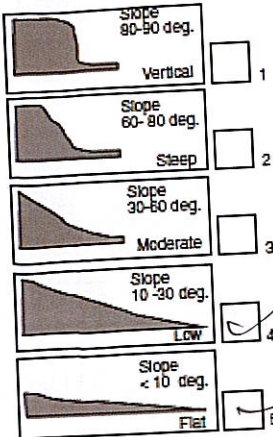 Slope
80-90 deg.
Vertical
1
Slope
60-80 deg.
Steep
2
Slope
30-60 deg.
Moderate
3
Slope
10-30 deg.
Low
4
Slope
< 10 deg.
Flat
5